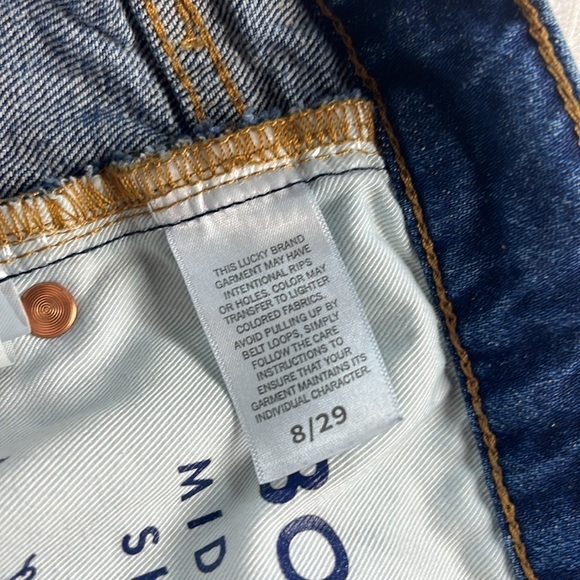 THIS LUCKY BRAND
GARMENT MAY HAVE
INTENTIONAL RIPS
OR HOLES. COLOR MAY
TRANSFER TO LIGHTER
COLORED FABRICS.
AVOID PULLING UP BY
BELT LOOPS, SIMPLY
FOLLOW THE CARE
INSTRUCTIONS TO
ENSURE THAT YOUR
GARMENT MAINTAINS ITS
INDIVIDUAL CHARACTER.
8/29
BO
MID